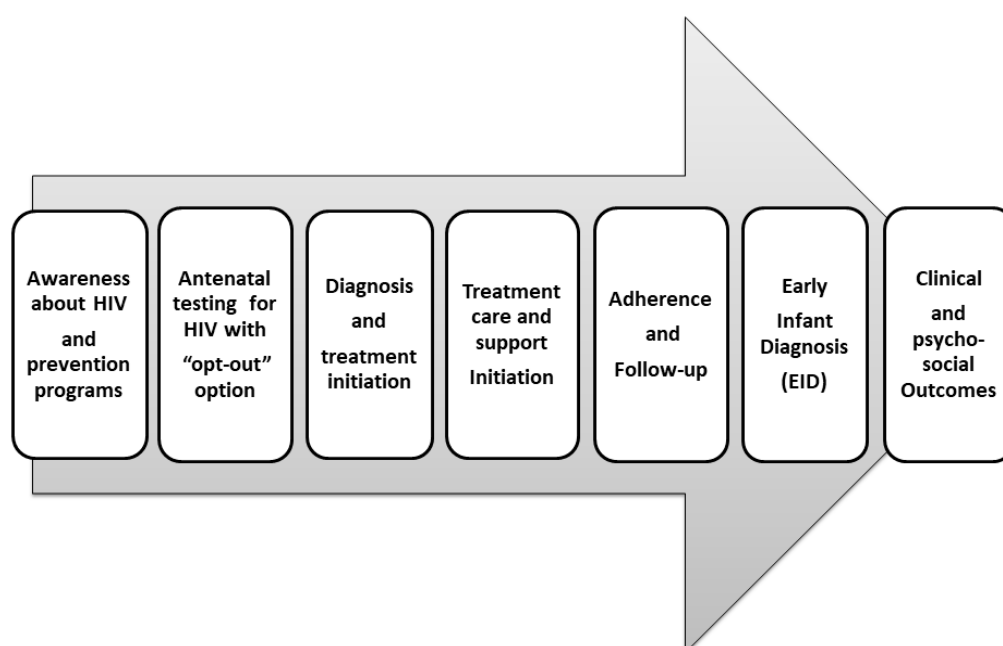 Awareness
about HIV
and
prevention
programs
Antenatal
testing for
HIV with
“opt-out”
option
Diagnosis
and
treatment
initiation
Treatment
care and
support
Initiation
Adherence
and
Follow-up
Early
Infant
Diagnosis
(EID)
Clinical
and
psycho-
social
Outcomes